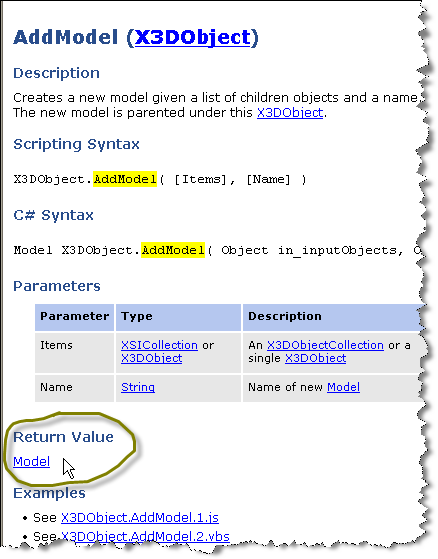 AddModel (X3DObject)
Description
Creates a new model given a list of children objects and a name
The new model is parented under this X3DObject.
Scripting Syntax
X3DObject.AddModel( [Items], [Name] )
C# Syntax
Model X3DObject.AddModel( Object in_inputObjects,
Parameters
Parameter Type Description
Items XSICollection or An X3DObjectCollection or a
X3DObject single X3DObject
Name String Name of new Model
Return Value
Model
Examples
• See X3DObject.AddModel.1.js
• See X3DObject.AddModel.2.vbs